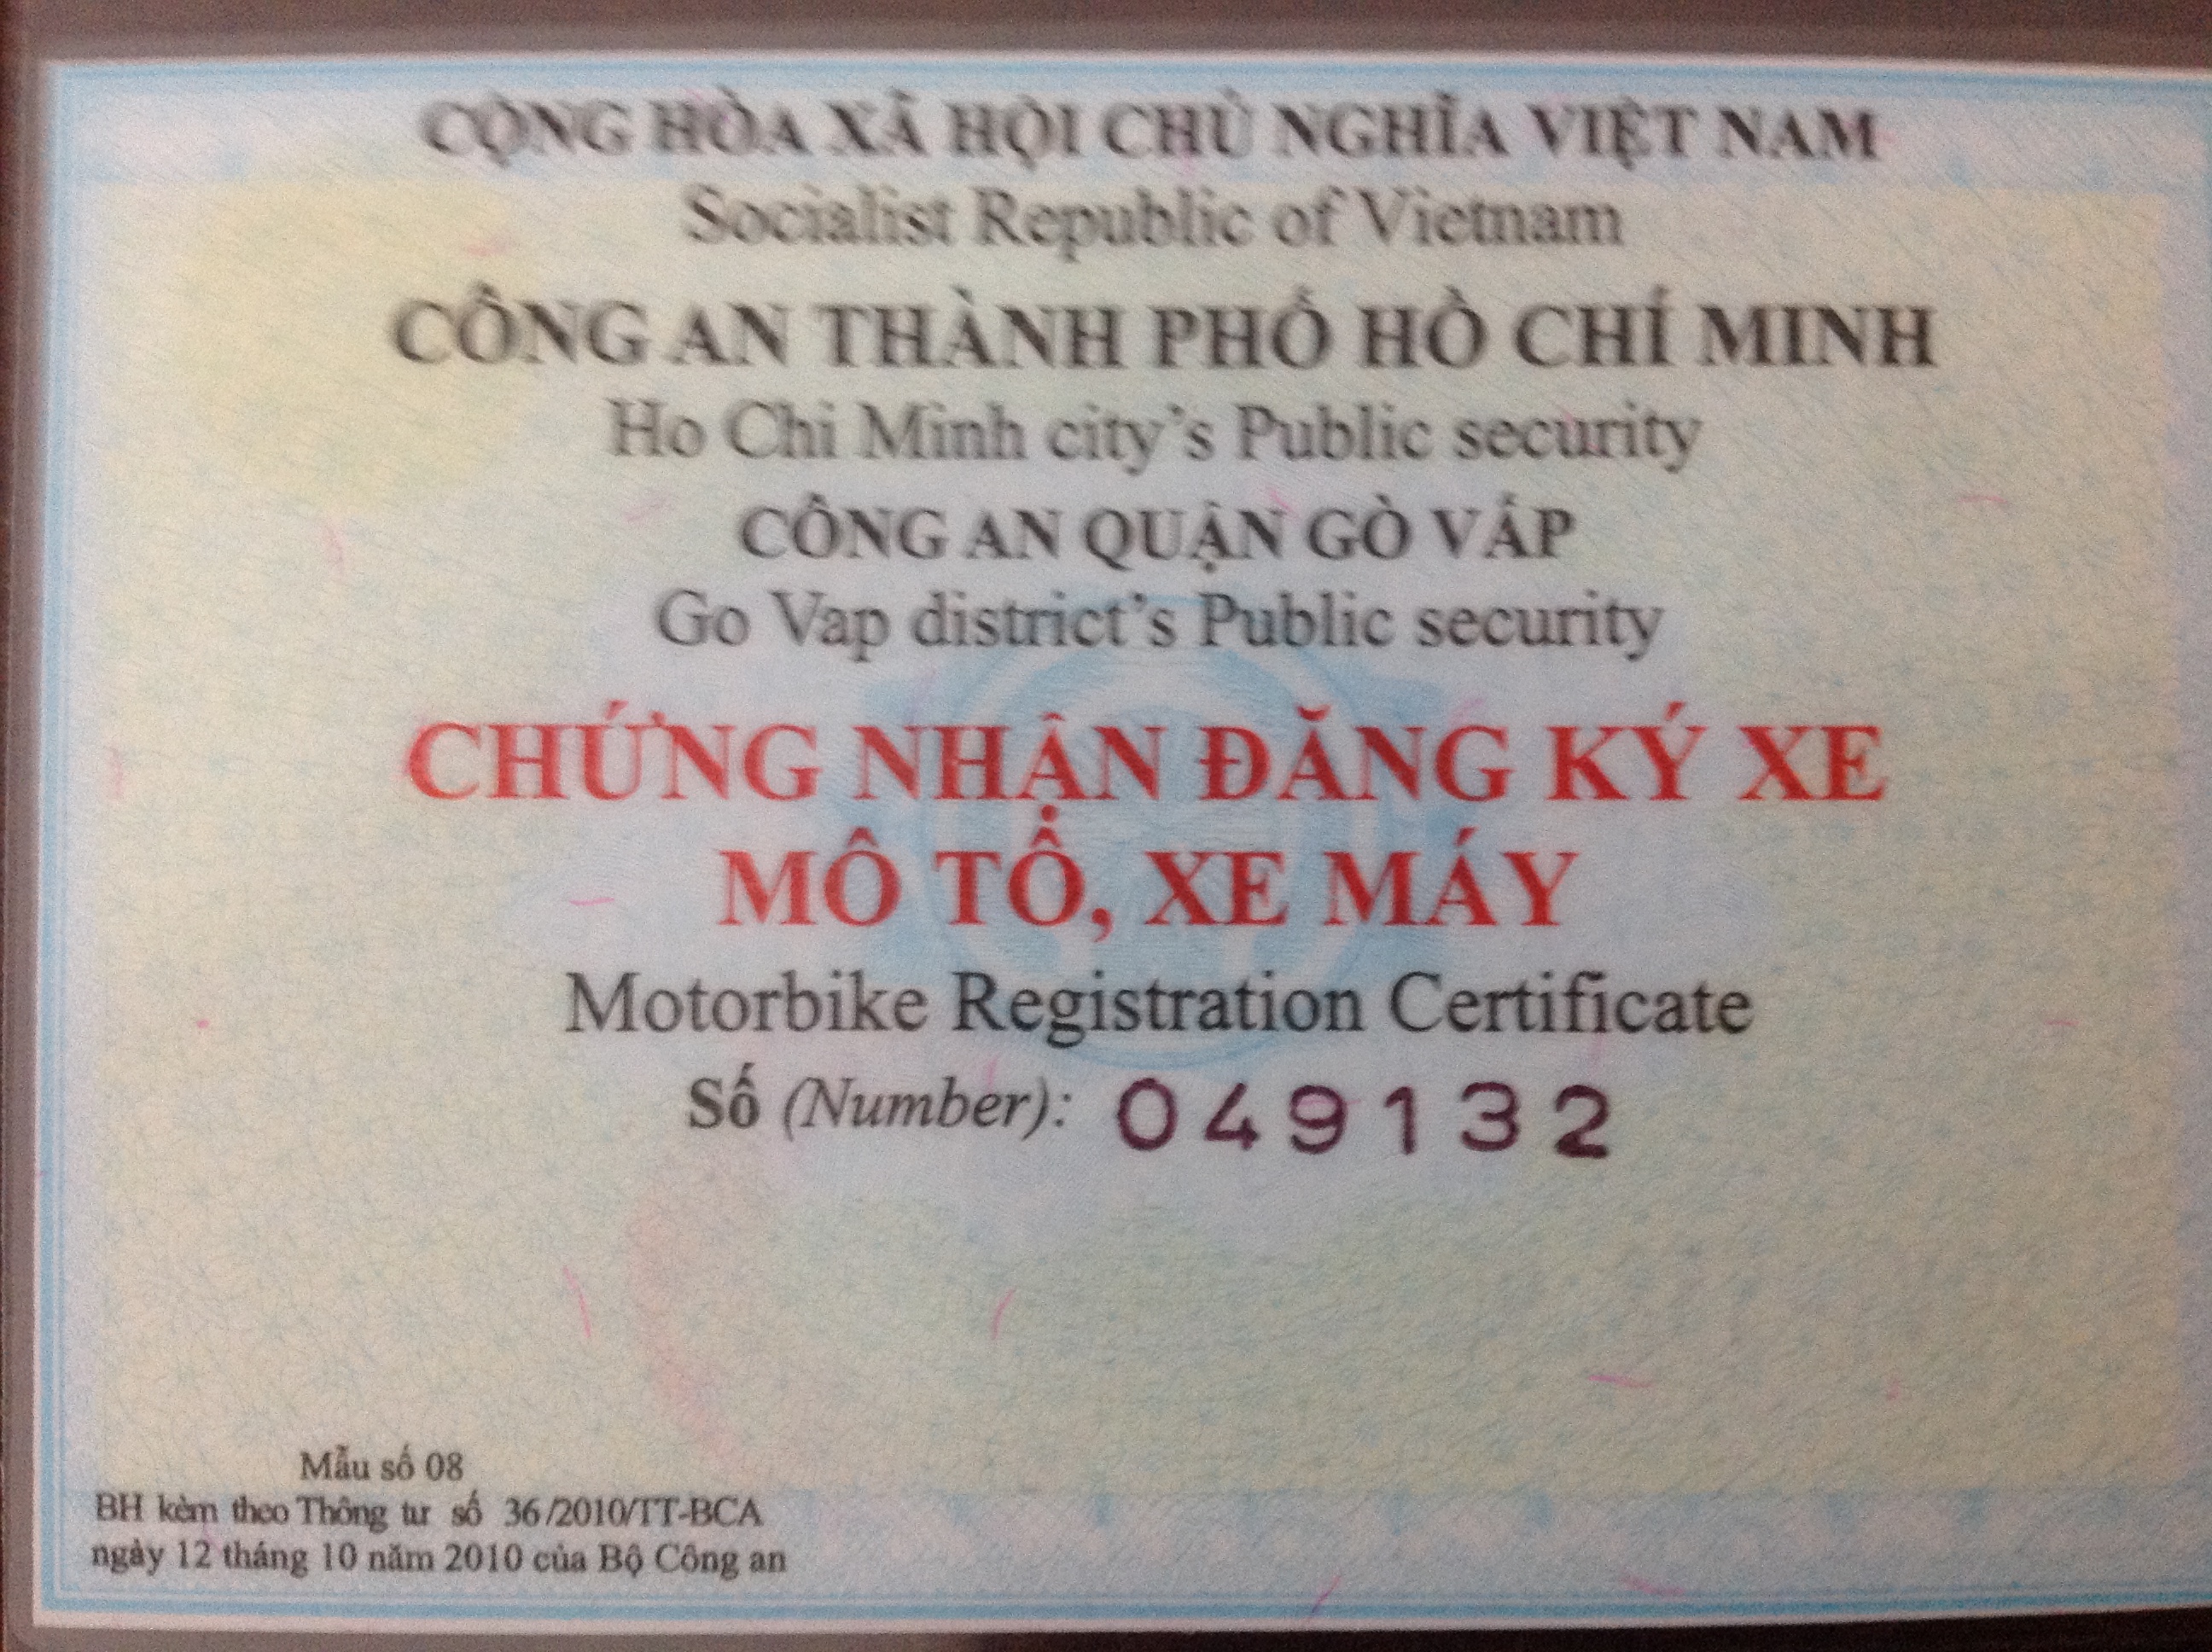 CỘNG HÒA XÃ HỘI CHỦ NGHĨA VIỆT NAM
Socialist Republic of Vietnam
CÔNG AN THÀNH PHỐ HỒ CHÍ MINH
Ho Chi Minh city's Public security
CÔNG AN QUẬN GÒ VẤP
Go Vap district's Public security
CHỨNG NHẬN ĐĂNG KÝ XE
MÔ TÔ, XE MÁY
Motorbike Registration Certificate
Số (Number): 049132
Mẫu số 08
BH kèm theo Thông tư số 36/2010/TT-BCA
ngày 12 tháng 10 năm 2010 của Bộ Công an